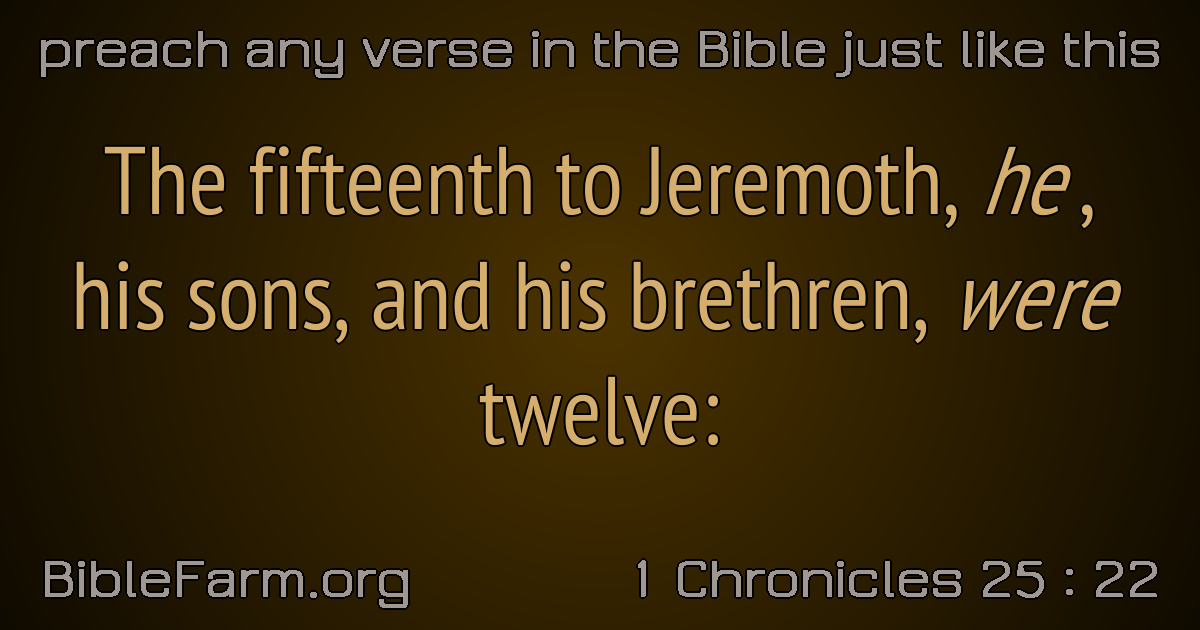 preach any verse in the Bible just like this
The fifteenth to Jeremoth, he ,
his sons, and his brethren, were
twelve:
BibleFarm.org
1 Chronicles 25 : 22